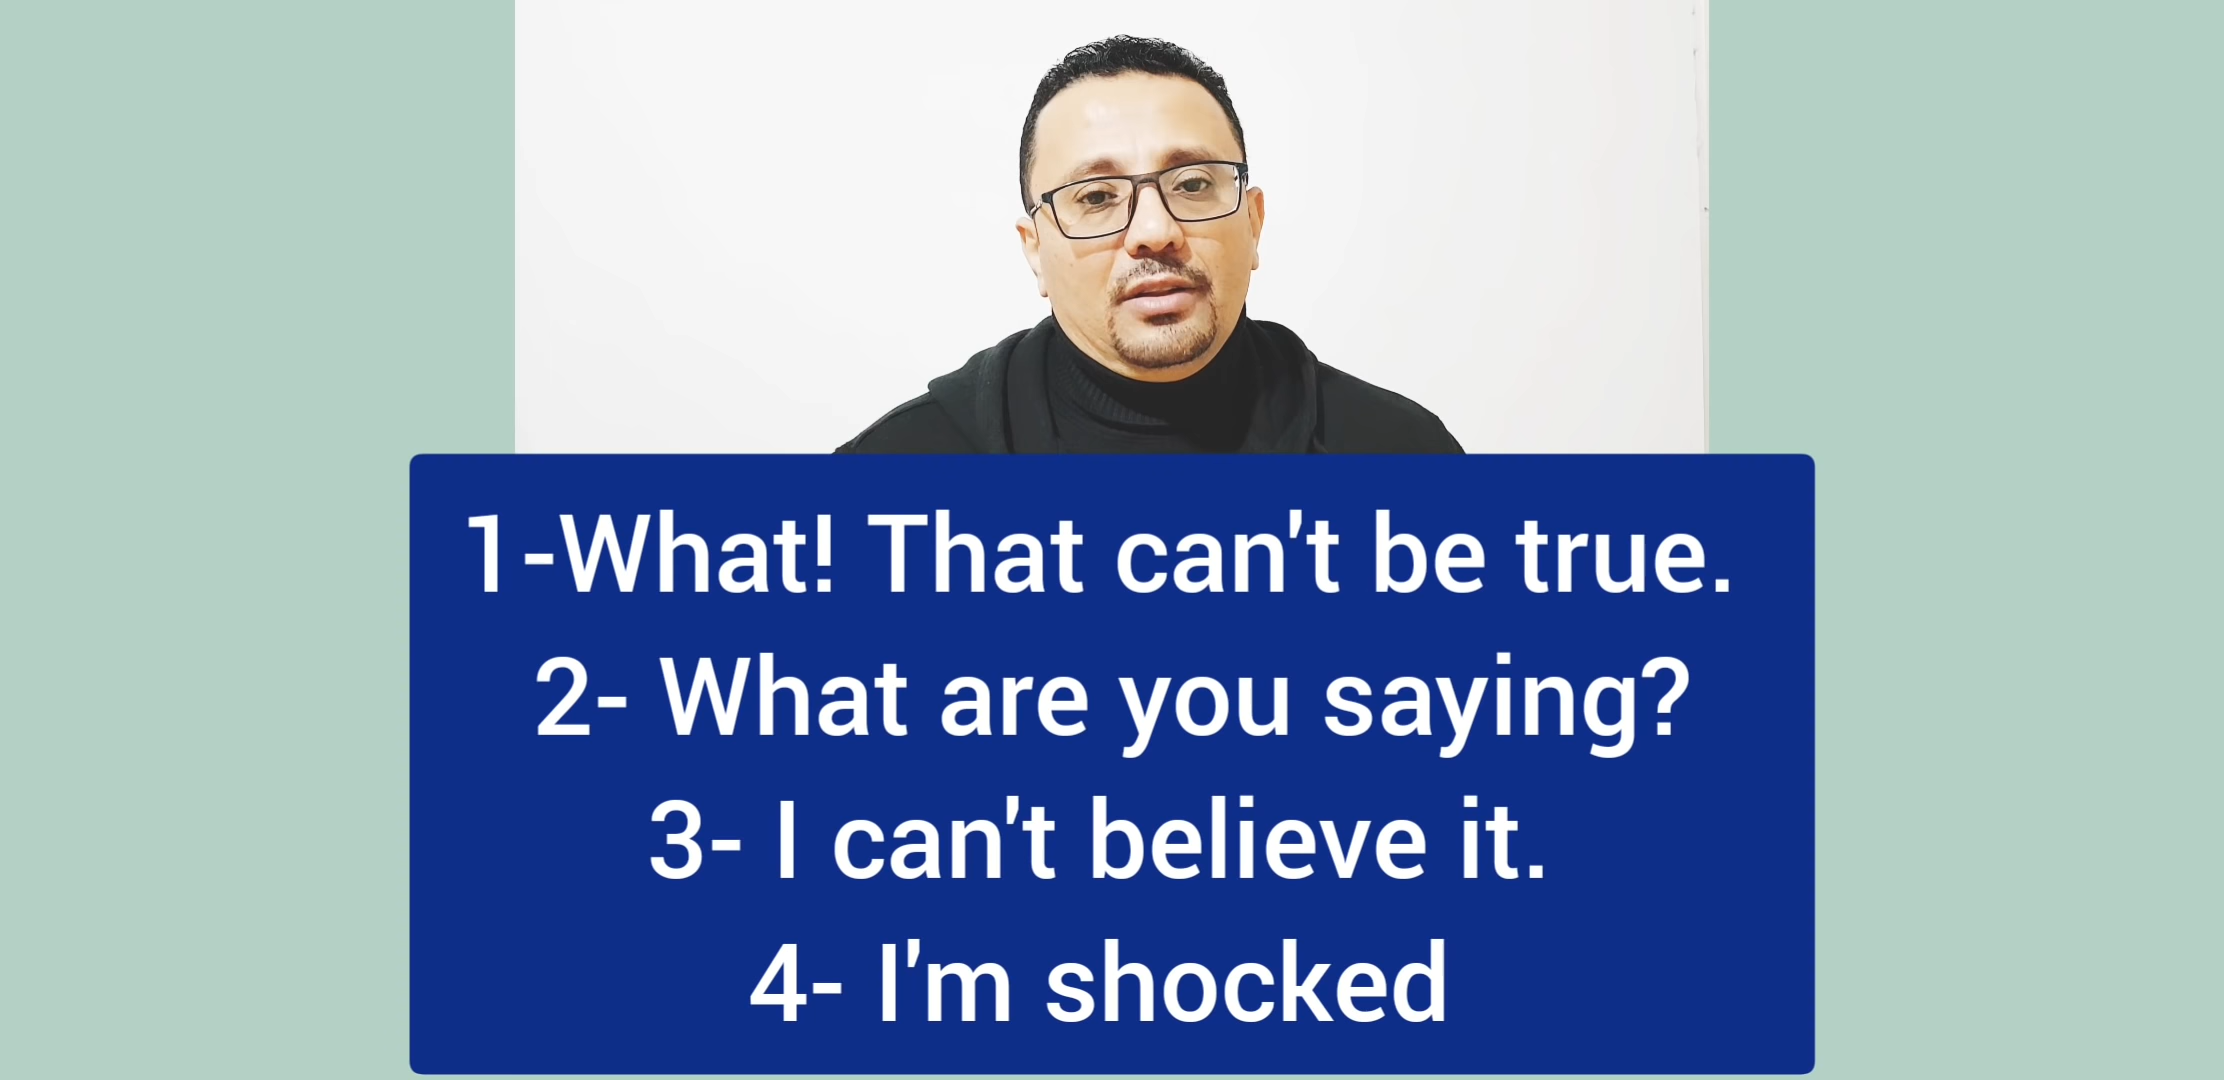 1-What! That can't be true.
2- What are you saying?
3- I can't believe it.
4- I'm shocked